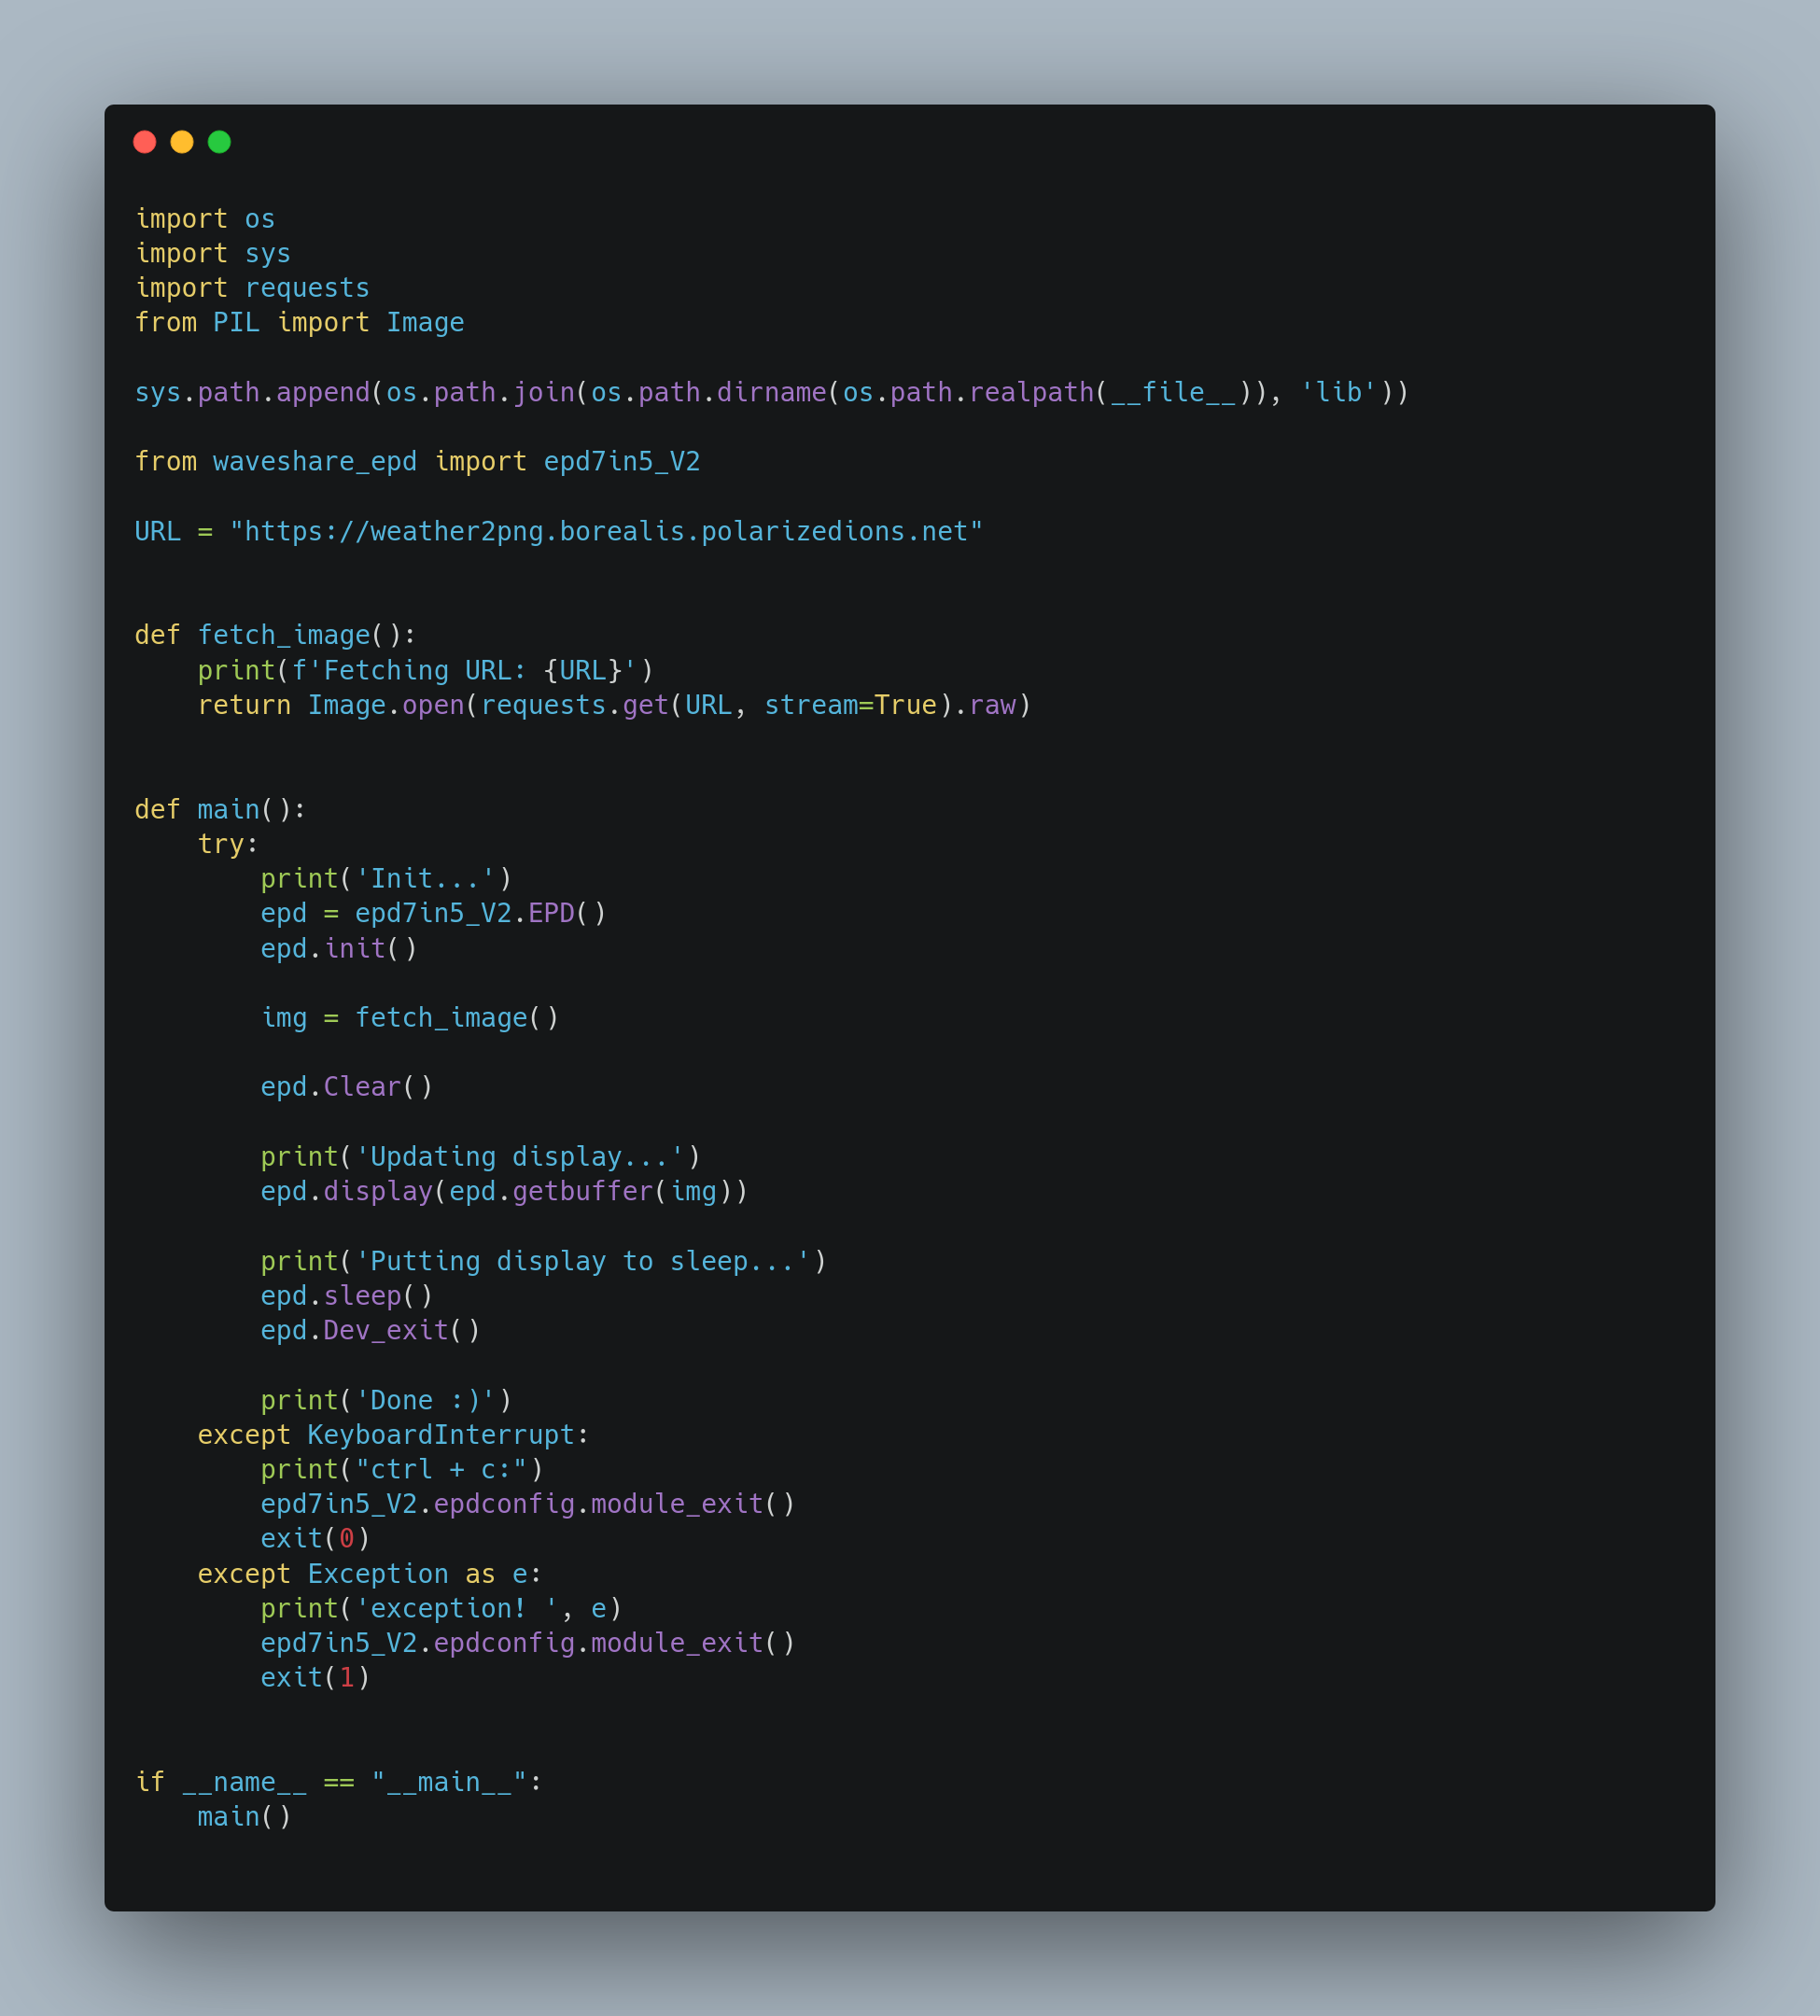 import os
import sys
import requests
from PIL import Image
sys.path.append(os.path.join(os.path.dirname(os.path.realpath(__file__)), 'lib'))
from waveshare_epd import epd7in5_V2
URL = "https://weather2png.borealis.polarizedions.net"
def fetch_image():
    print(f'Fetching URL: {URL}')
    return Image.open(requests.get(URL, stream=True).raw)
def main():
    try:
        print('Init...')
        epd = epd7in5_V2.EPD()
        epd.init()
        img = fetch_image()
        epd.Clear()
        print('Updating display...')
        epd.display(epd.getbuffer(img))
        print('Putting display to sleep...')
        epd.sleep()
        epd.Dev_exit()
        print('Done :)')
    except KeyboardInterrupt:
        print("ctrl + c:")
        epd7in5_V2.epdconfig.module_exit()
        exit(0)
    except Exception as e:
        print('exception! ', e)
        epd7in5_V2.epdconfig.module_exit()
        exit(1)
if __name__ == "__main__":
    main()